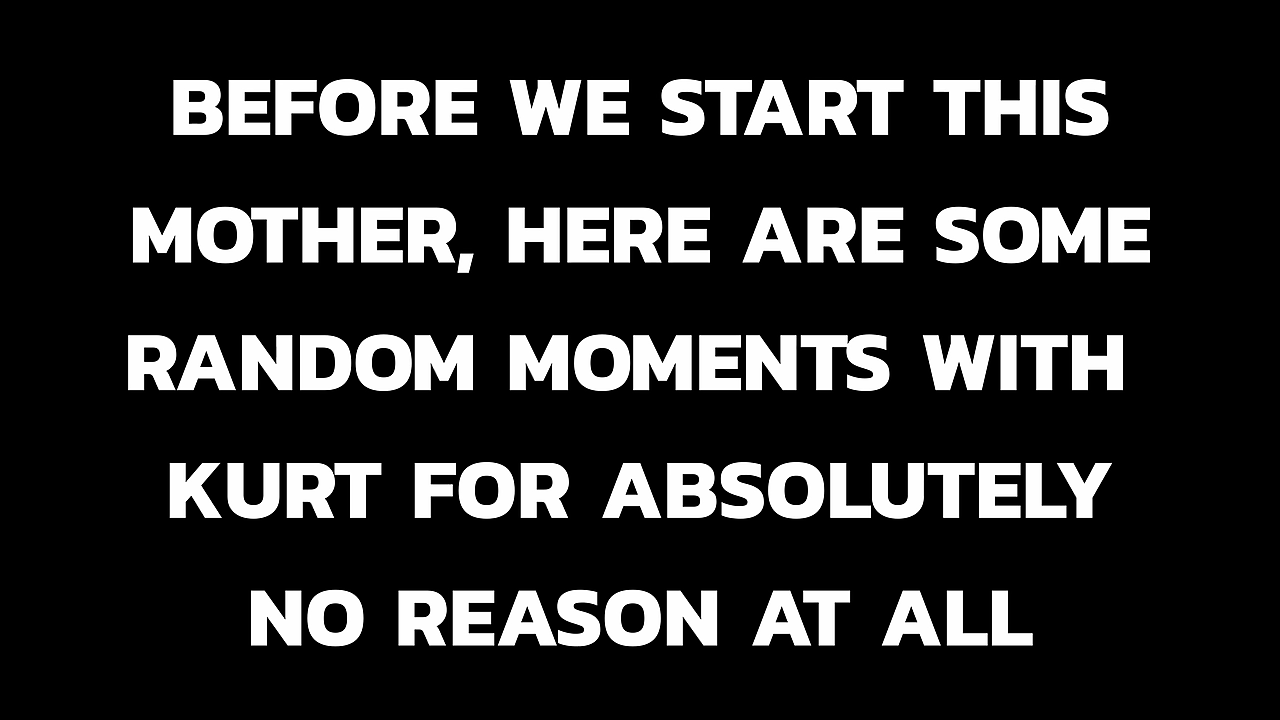 BEFORE WE START THIS
MOTHER, HERE ARE SOME
RANDOM MOMENTS WITH
KURT FOR ABSOLUTELY
NO REASON AT ALL